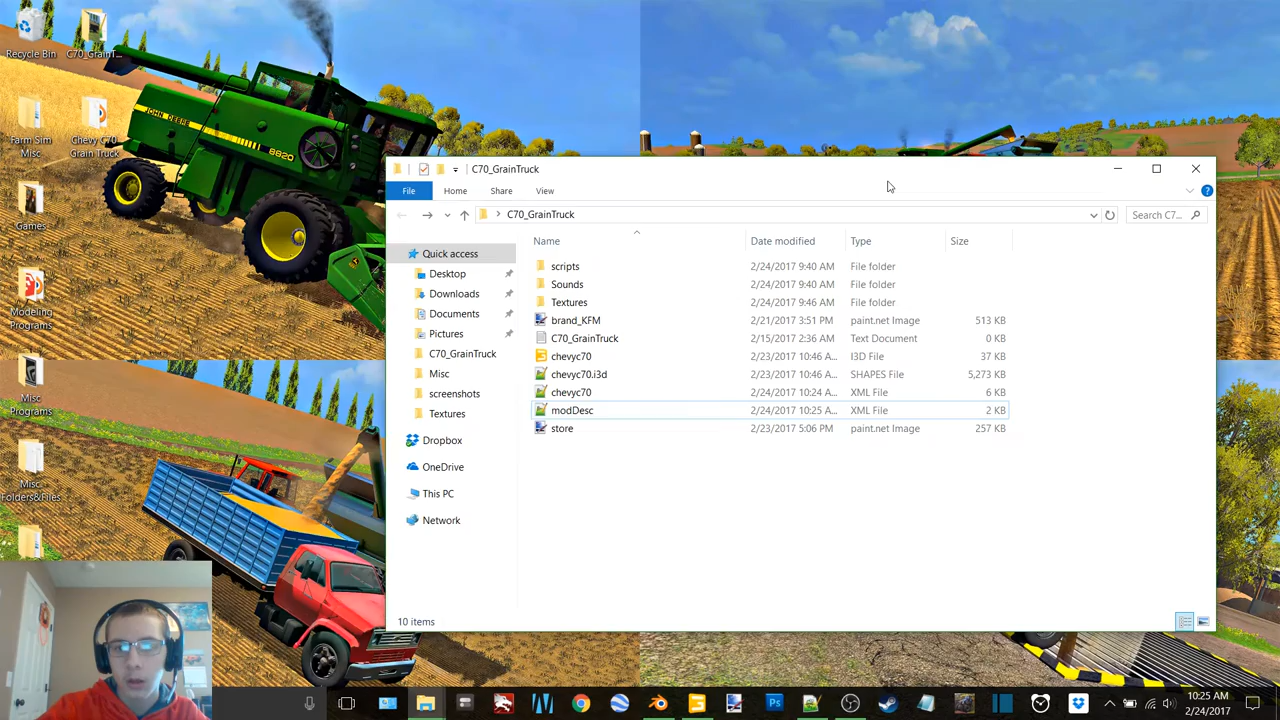 Recycle Bin
C70_GrainT...
Farm Sim
Misc
Chevy C70
Grain Truck
Games
Modeling
Programs
Misc
Programs
Misc
Folders&Files
JOHN DEERE
8820
C70_GrainTruck
File
Home
Share
View
C70_GrainTruck
Search C7...
Quick access
Desktop
Downloads
Documents
Pictures
C70_GrainTruck
Misc
screenshots
Textures
Dropbox
OneDrive
This PC
Network
Name Date modified Type Size
scripts 2/24/2017 9:40 AM File folder
Sounds 2/24/2017 9:40 AM File folder
Textures 2/24/2017 9:46 AM File folder
brand_KFM 2/21/2017 3:51 PM paint.net Image 513 KB
C70_GrainTruck 2/15/2017 2:36 AM Text Document 0 KB
chevyc70 2/23/2017 10:46 A... I3D File 37 KB
chevyc70.i3d 2/23/2017 10:46 A... SHAPES File 5,273 KB
chevyc70 2/24/2017 10:24 A... XML File 6 KB
modDesc 2/24/2017 10:25 A... XML File 2 KB
store 2/23/2017 5:06 PM paint.net Image 257 KB
10 items
Ps
10:25 AM
2/24/2017